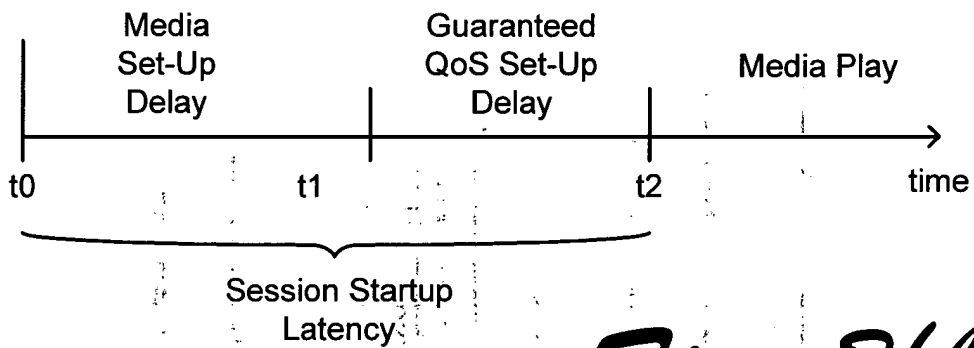 Media
Set-Up
Delay
Guaranteed
QoS Set-Up
Delay
Media Play
t0
t1
t2
time
Session Startup
Latency